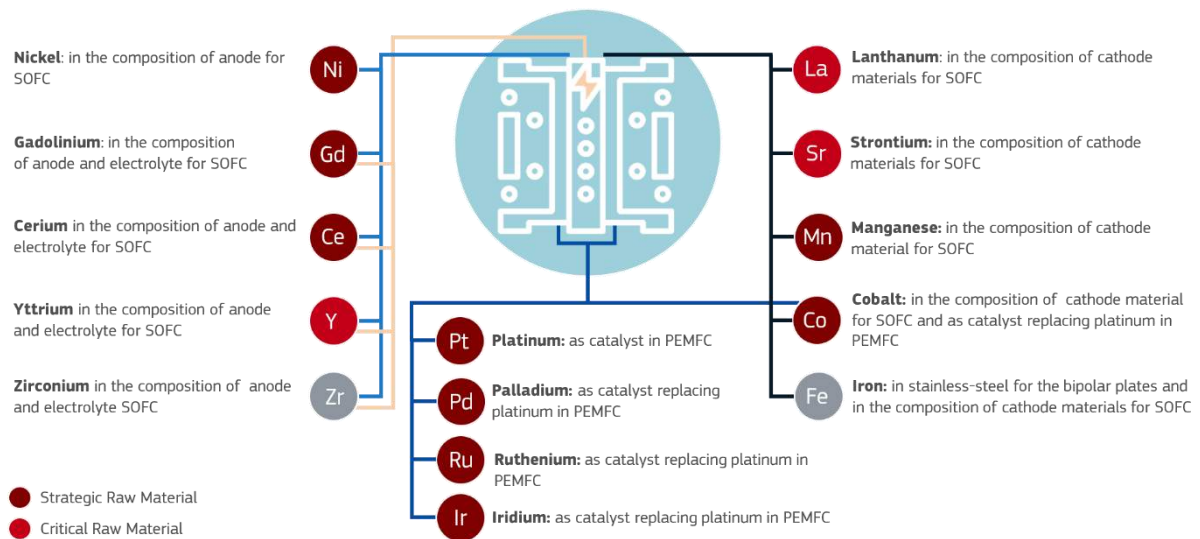 Nickel: in the composition of anode for
SOFC
Ni
Gadolinium: in the composition
of anode and electrolyte for SOFC
Gd
Cerium in the composition of anode and
electrolyte for SOFC
Ce
Yttrium in the composition of anode
and electrolyte for SOFC
Y
Zirconium in the composition of anode
and electrolyte SOFC
Zr
Strategic Raw Material
Critical Raw Material
Pt
Platinum: as catalyst in PEMFC
Pd
Palladium: as catalyst replacing
platinum in PEMFC
Ru
Ruthenium: as catalyst replacing platinum in
PEMFC
Ir
Iridium: as catalyst replacing platinum in PEMFC
La
Lanthanum: in the composition of cathode
materials for SOFC
Sr
Strontium: in the composition of cathode
materials for SOFC
Mn
Manganese: in the composition of cathode
material for SOFC
Co
Cobalt: in the composition of cathode material
for SOFC and as catalyst replacing platinum in
PEMFC
Fe
Iron: in stainless-steel for the bipolar plates and
in the composition of cathode materials for SOFC